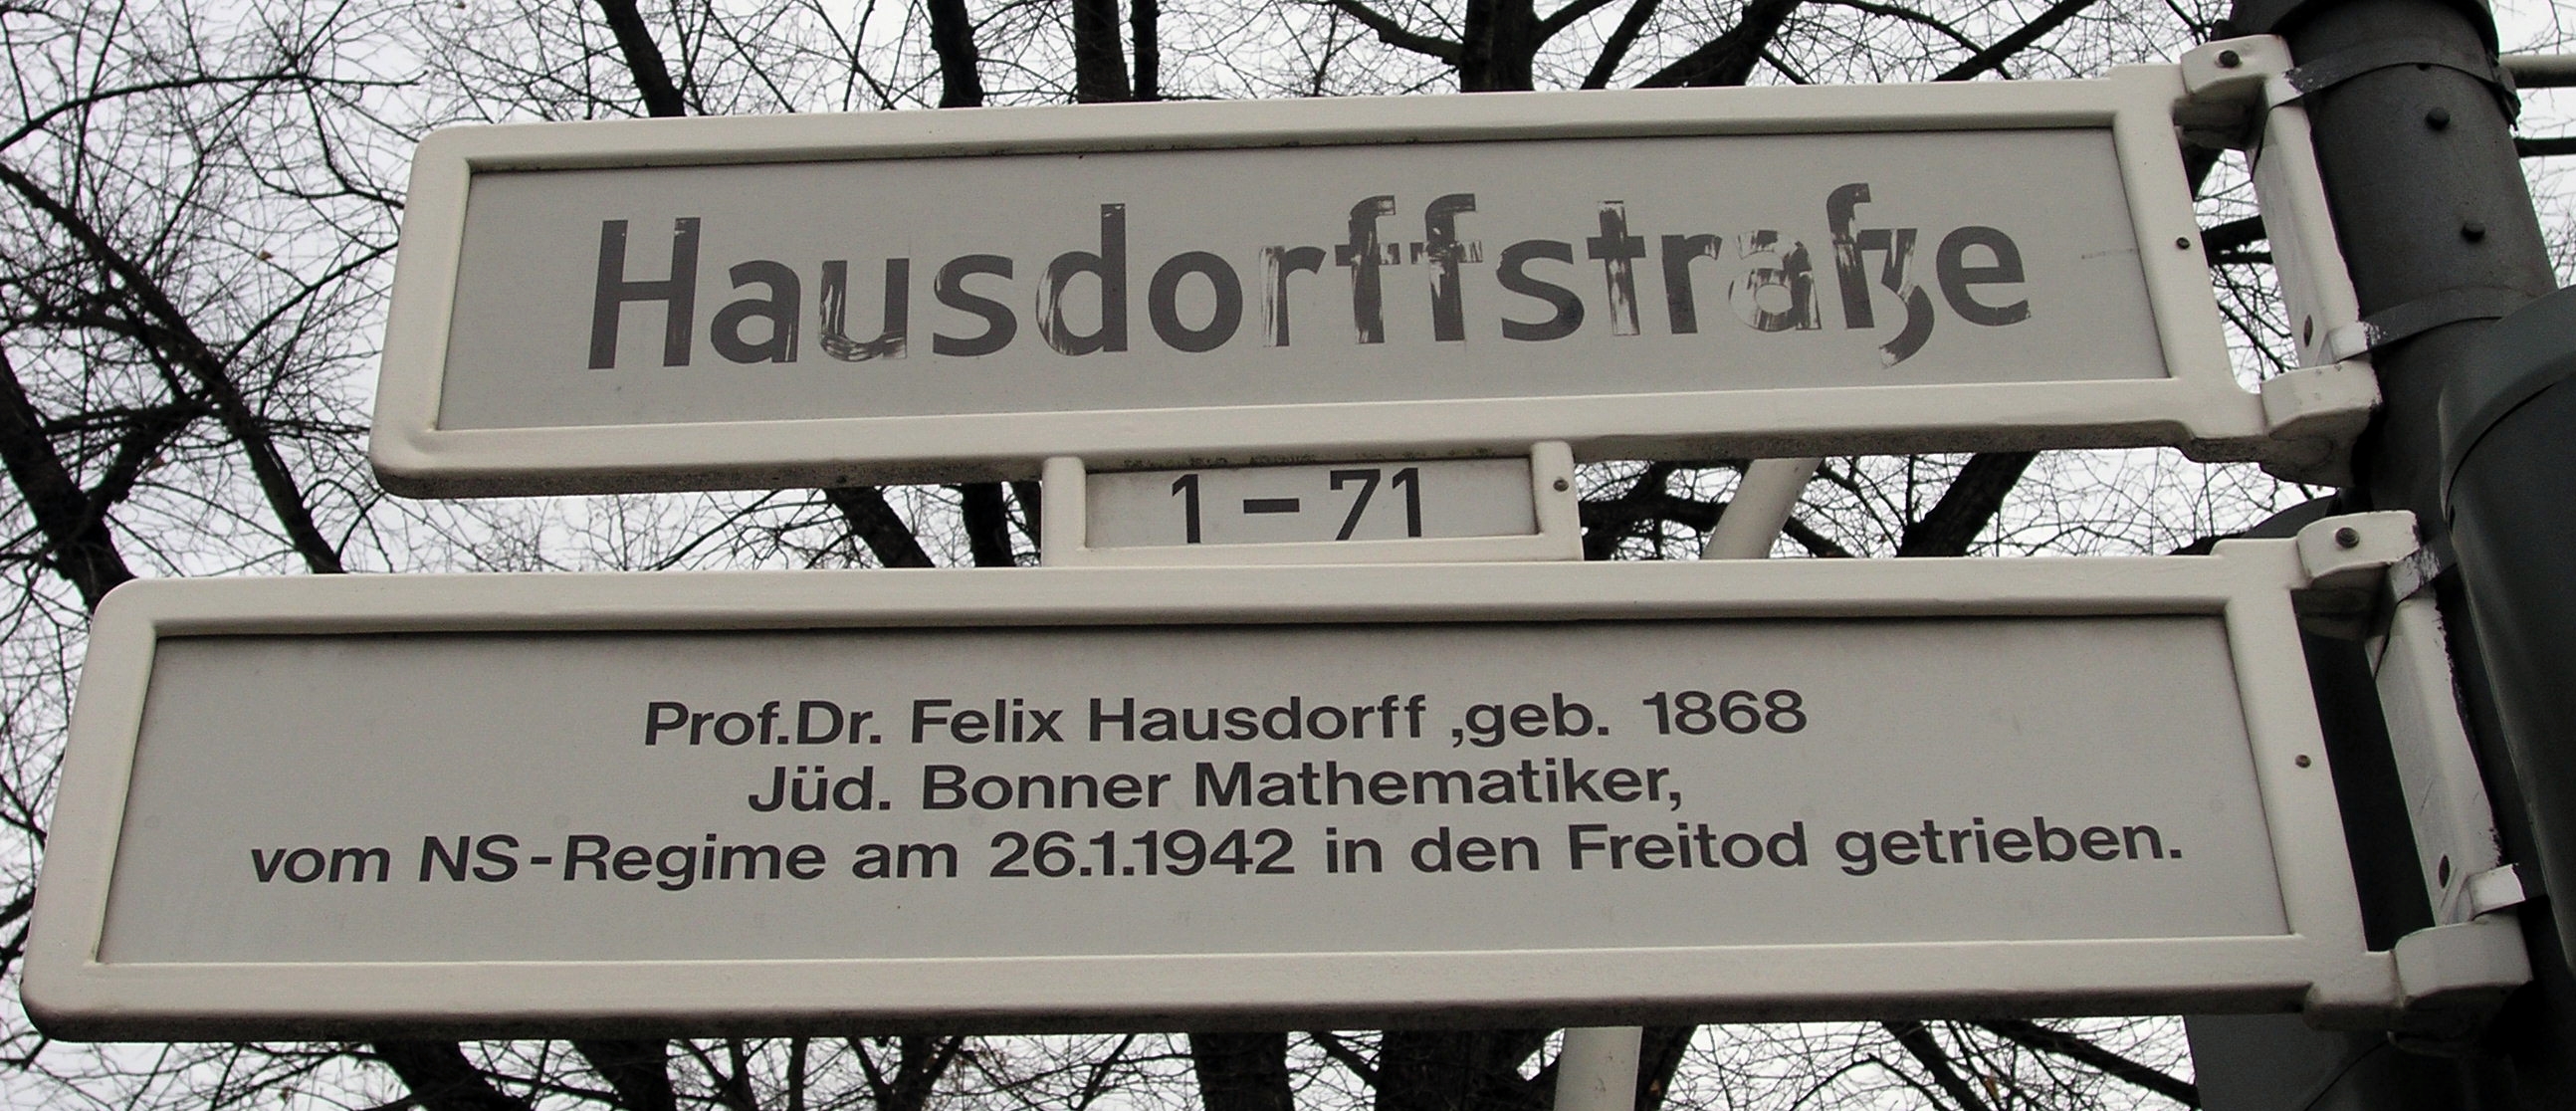 Hausdorffstraße
1 – 71
Prof.Dr. Felix Hausdorff ,geb. 1868
Jüd. Bonner Mathematiker,
vom NS-Regime am 26.1.1942 in den Freitod getrieben.